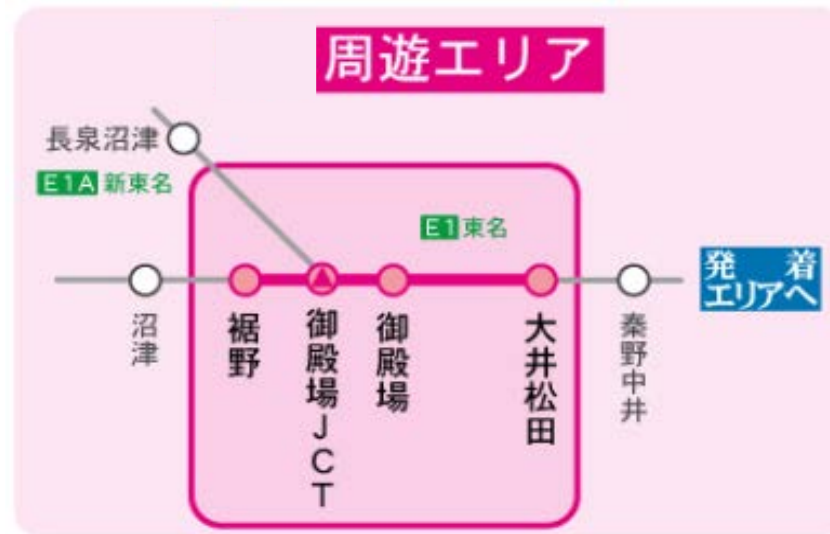 周遊エリア
長泉沼津
E1A 新東名
E1 東名
発着
エリアへ
沼津
裾野
御殿場JCT
御殿場
大井松田
秦野中井